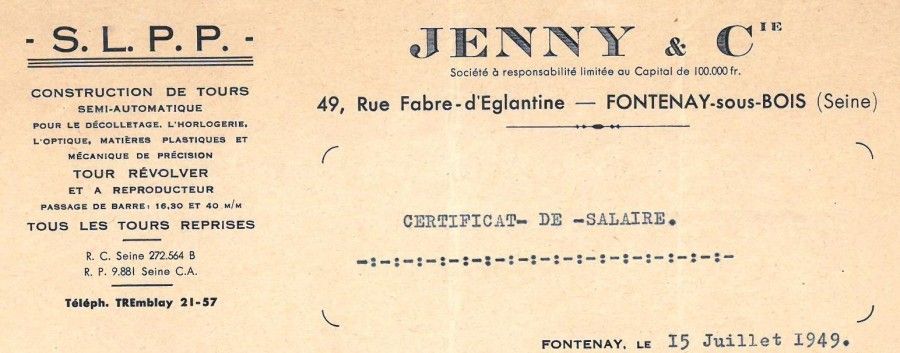 - S. L. P. P. -
CONSTRUCTION DE TOURS
SEMI-AUTOMATIQUE
POUR LE DÉCOLLETAGE, L'HORLOGERIE,
L'OPTIQUE, MATIÈRES PLASTIQUES ET
MÉCANIQUE DE PRÉCISION
TOUR RÉVOLVER
ET A REPRODUCTEUR
PASSAGE DE BARRE: 16,30 ET 40 M/M
TOUS LES TOURS REPRISES
R. C. Seine 272.564 B
R. P. 9.881 Seine C.A.
Téléph. TREmblay 21-57
JENNY & CIE
Société à responsabilité limitée au Capital de 100.000 fr.
49, Rue Fabre-d'Eglantine — FONTENAY-sous-BOIS (Seine)
CERTIFICAT- DE -SALAIRE.
-:-:-:-:-:-:-:-:-:-:-:-:-:-:-:-
FONTENAY, LE 15 Juillet 1949.